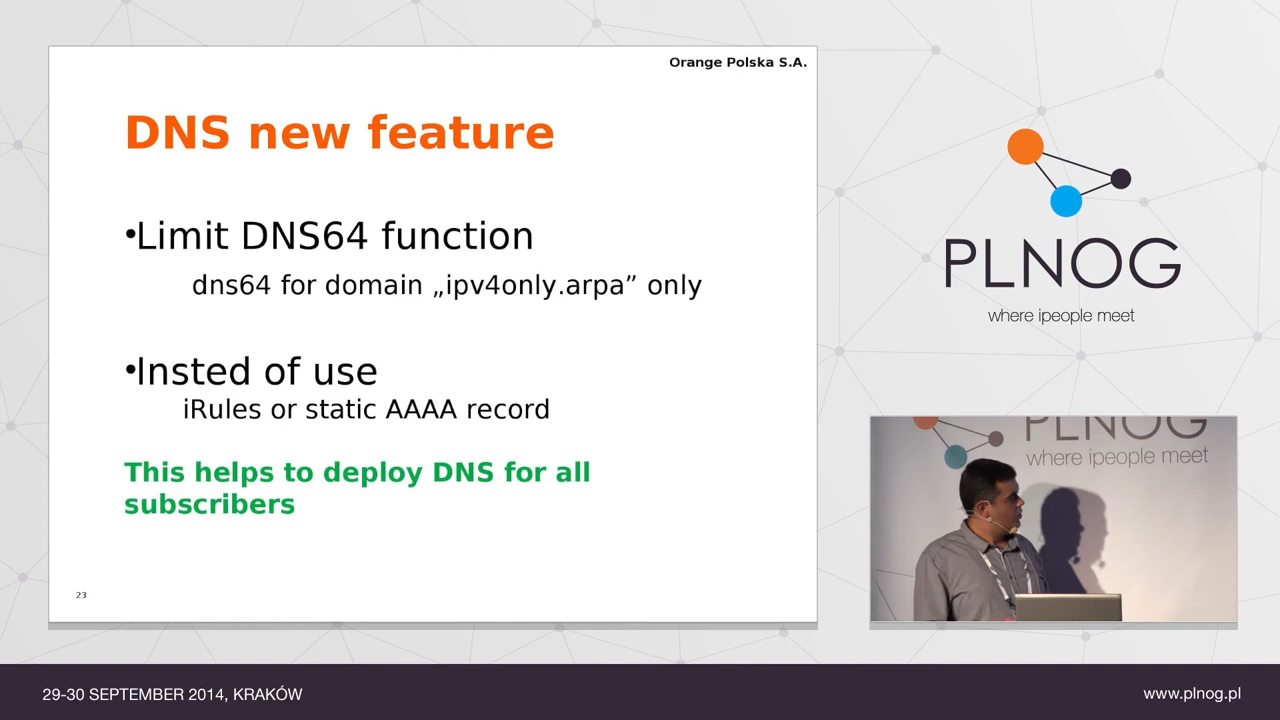 Orange Polska S.A.
DNS new feature
•Limit DNS64 function
dns64 for domain „ipv4only.arpa” only
•Insted of use
iRules or static AAAA record
This helps to deploy DNS for all
subscribers
23
PLNOG
where ipeople meet
PLNOG
where ipeople meet
29-30 SEPTEMBER 2014, KRAKÓW
www.plnog.pl